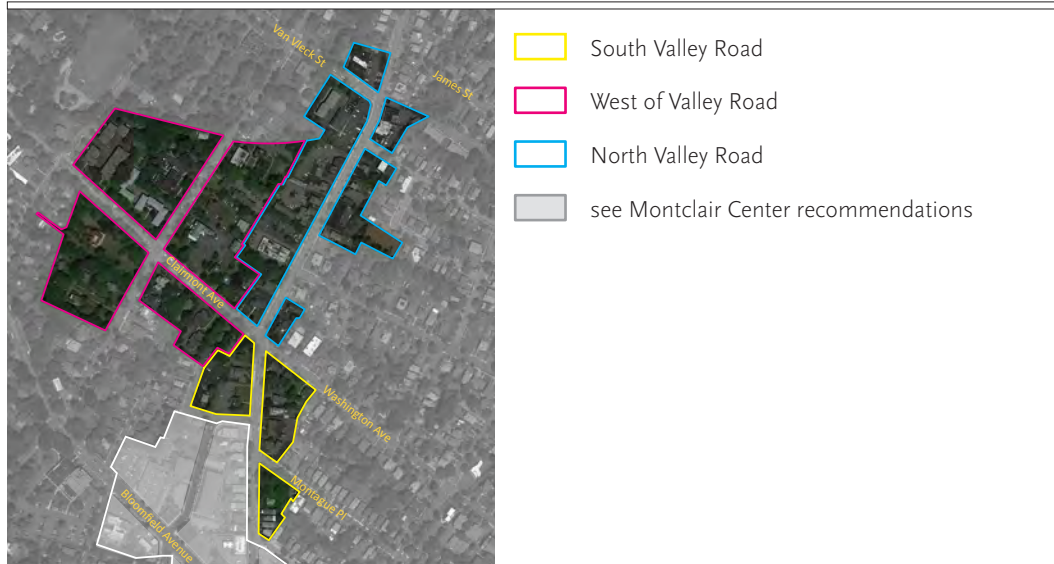 Van Vleck St
James St
Clairmont Ave
Washington Ave
Montague Pl
Bloomfield Avenue
South Valley Road
West of Valley Road
North Valley Road
see Montclair Center recommendations